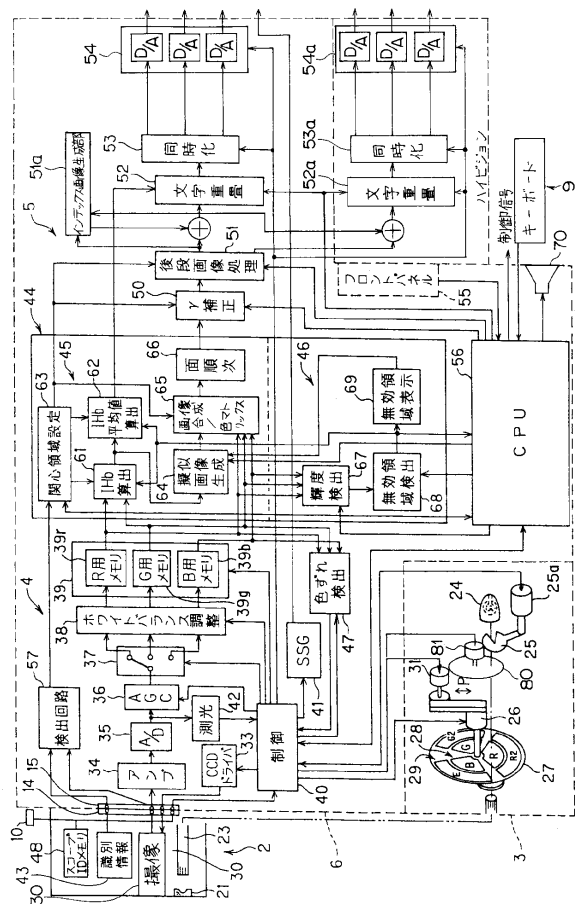 54
D/A
D/A
D/A
54a
D/A
D/A
D/A
53
同時化
53a
同時化
52
文字重畳
52a
文字重畳
51a
インデックス画像生成部
5
51
後段画像処理
50
γ補正
ハイビジョン
フロントパネル
55
制御信号
キーボード
9
70
44
45
46
63
関心領域設定
62
IHb平均値算出
61
IHb算出
66
面順次
65
画像合成/色マトリックス
64
擬似画像生成
69
無効領域表示
67
輝度検出
68
無効領域検出
56
CPU
4
57
検出回路
39
39r
R用メモリ
39g
G用メモリ
39b
B用メモリ
38
ホワイトバランス調整
37
36
AGC
35
A/D
34
アンプ
42
測光
33
CCDドライバ
40
制御
41
SSG
47
色ずれ検出
10
14
15
48
スコープIDメモリ
43
識別情報
30
撮像
30
23
21
2
6
3
24
25a
25
81
80
31
P
26
28
29
27
G2
G
B
R
E
R2